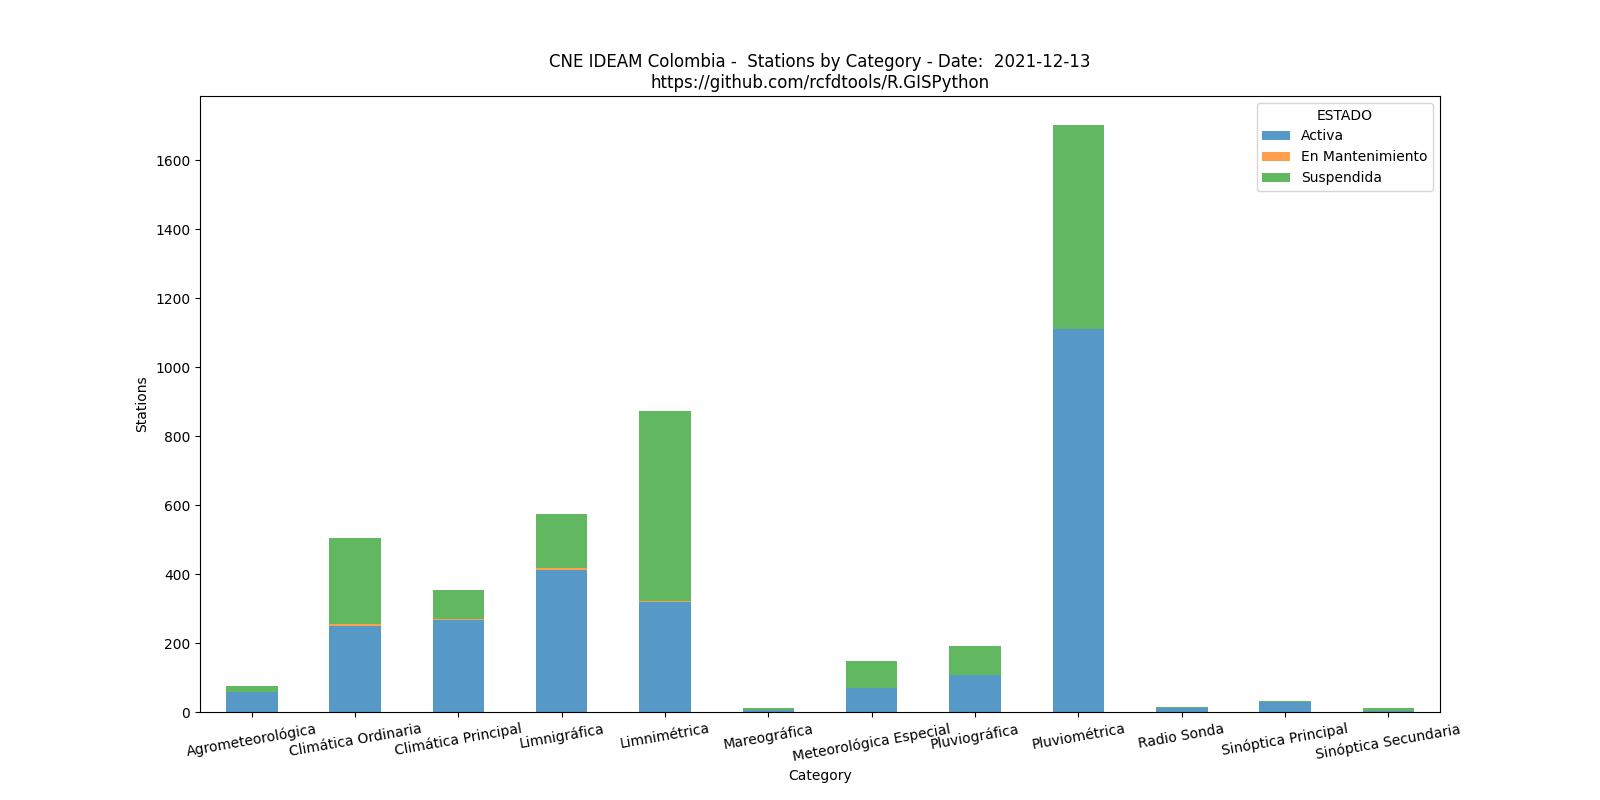 CNE IDEAM Colombia -  Stations by Category - Date:  2021-12-13
https://github.com/rcfdtools/R.GISPython
ESTADO
Activa
En Mantenimiento
Suspendida
1600
1400
1200
1000
800
600
400
200
0
Stations
Agrometeorológica
Climática Ordinaria
Climática Principal
Limnigráfica
Limnimétrica
Mareográfica
Meteorológica Especial
Pluviográfica
Pluviométrica
Radio Sonda
Sinóptica Principal
Sinóptica Secundaria
Category